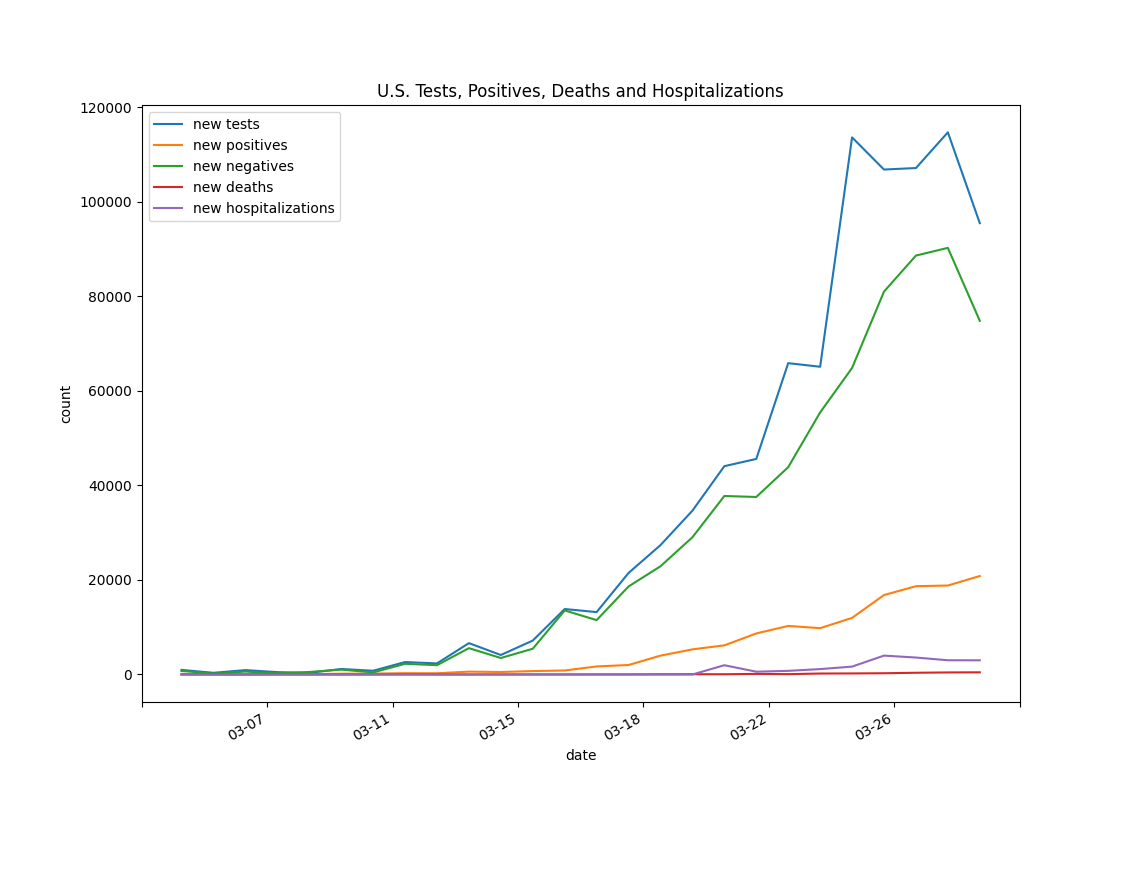 U.S. Tests, Positives, Deaths and Hospitalizations
120000
100000
80000
60000
40000
20000
0
count
new tests
new positives
new negatives
new deaths
new hospitalizations
03-07
03-11
03-15
03-18
03-22
03-26
date